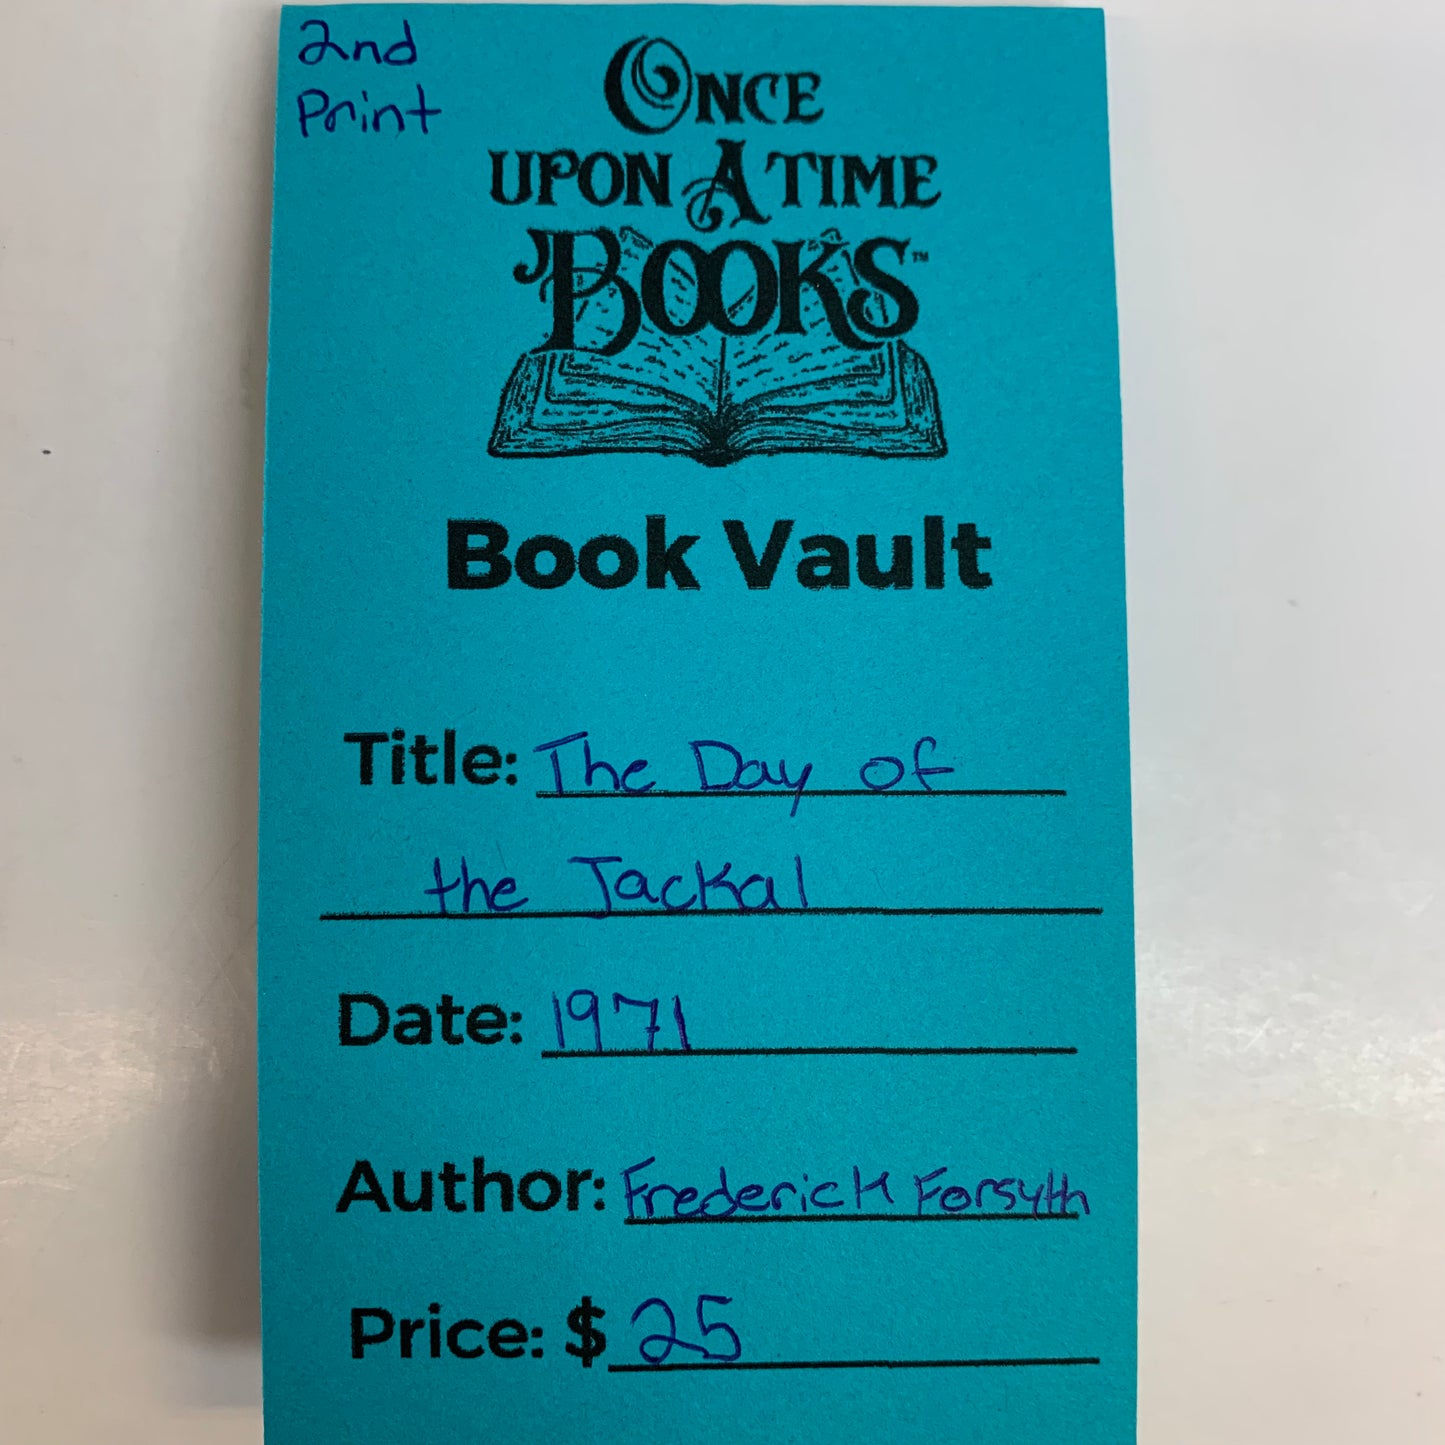 2nd
Print
ONCE
UPON A TIME
BOOKS™
Book Vault
Title: The Day of
the Jackal
Date: 1971
Author: Frederick Forsyth
Price: $ 25